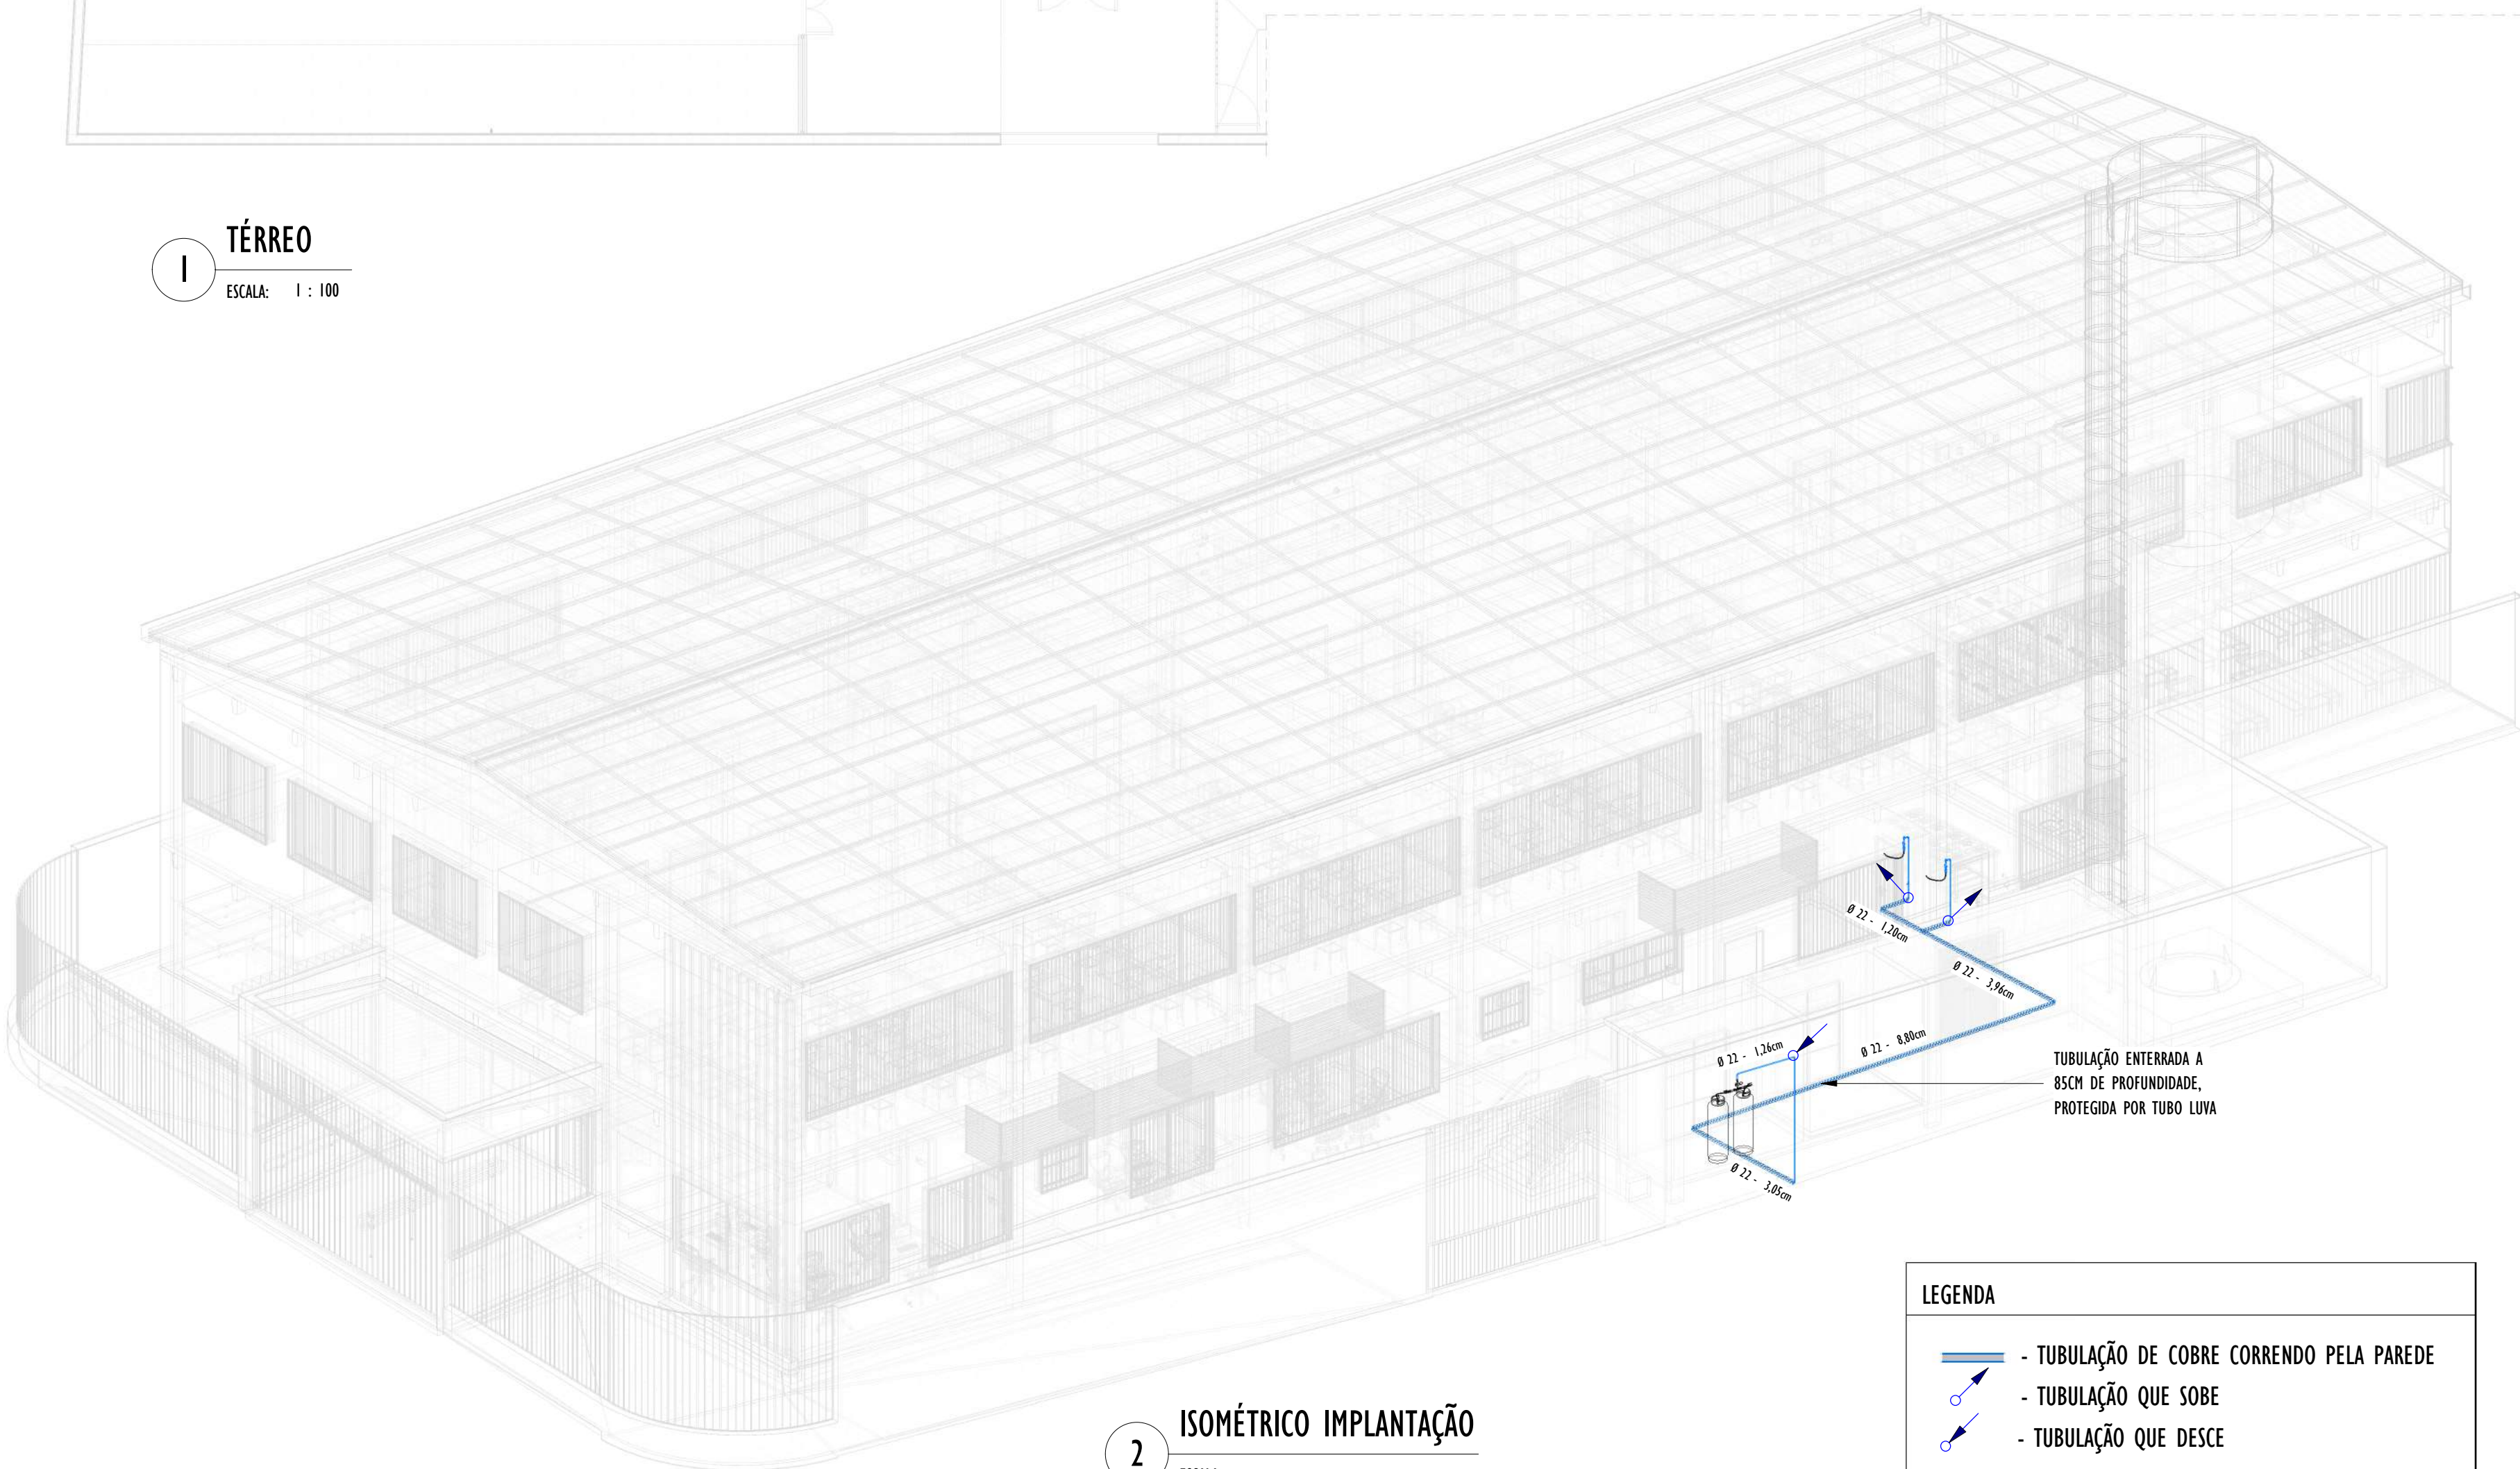 1
TÉRREO
ESCALA: 1 : 100
Ø 22 - 1,20cm
Ø 22 - 3,96cm
Ø 22 - 8,80cm
Ø 22 - 1,26cm
Ø 22 - 3,05cm
TUBULAÇÃO ENTERRADA A
85CM DE PROFUNDIDADE,
PROTEGIDA POR TUBO LUVA
2
ISOMÉTRICO IMPLANTAÇÃO
LEGENDA
- TUBULAÇÃO DE COBRE CORRENDO PELA PAREDE
- TUBULAÇÃO QUE SOBE
- TUBULAÇÃO QUE DESCE